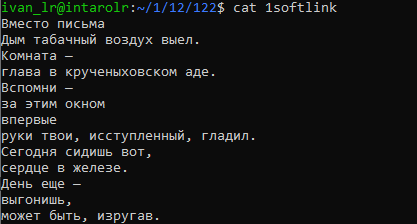 ivan_lr@intarolr:~/1/12/122$ cat 1softlink
Вместо письма
Дым табачный воздух выел.
Комната —
глава в крученыховском аде.
Вспомни —
за этим окном
впервые
руки твои, исступленный, гладил.
Сегодня сидишь вот,
сердце в железе.
День еще —
выгонишь,
может быть, изругав.